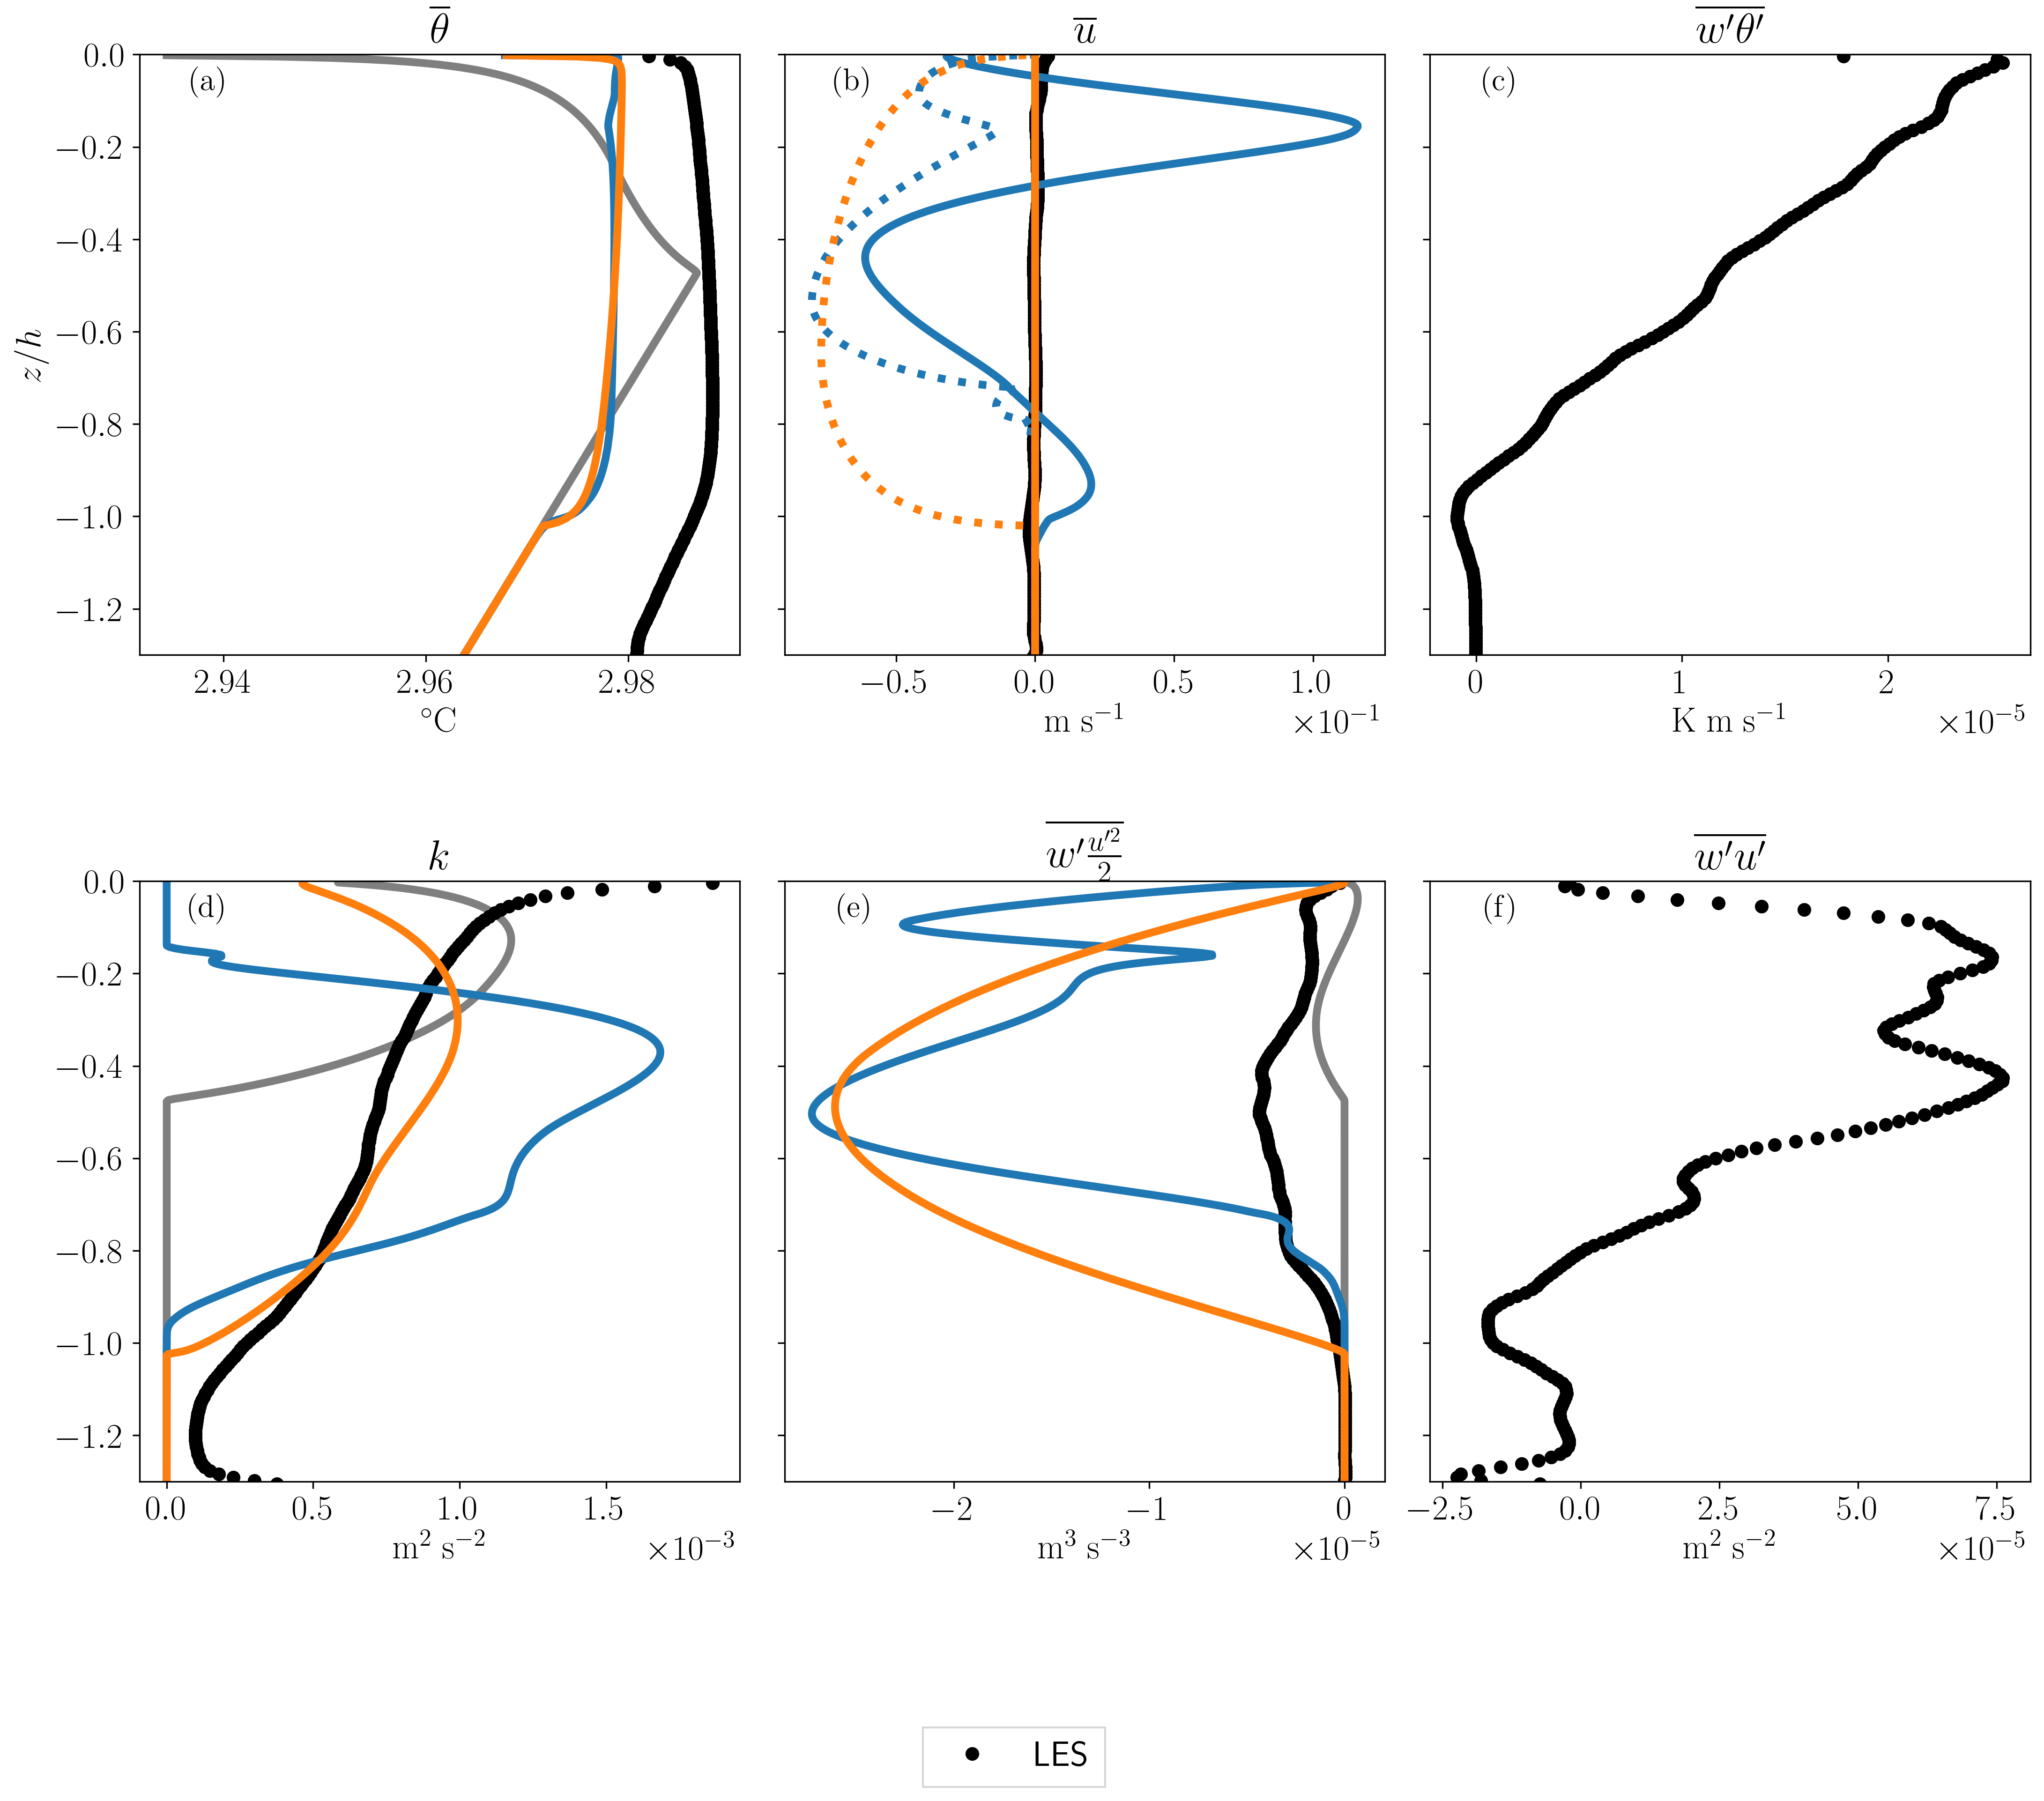 θ̅ u̅ w′θ′
(a) (b) (c)
0.0
−0.2
−0.4
−0.6
−0.8
−1.0
−1.2
z/h
2.94 2.96 2.98 −0.5 0.0 0.5 1.0 0 1 2
°C m s⁻¹ ×10⁻¹ K m s⁻¹ ×10⁻⁵
k w′u′²/2 w′u′
(d) (e) (f)
0.0
−0.2
−0.4
−0.6
−0.8
−1.0
−1.2
0.0 0.5 1.0 1.5 −2 −1 0 −2.5 0.0 2.5 5.0 7.5
m² s⁻² ×10⁻³ m³ s⁻³ ×10⁻⁵ m² s⁻² ×10⁻⁵
LES